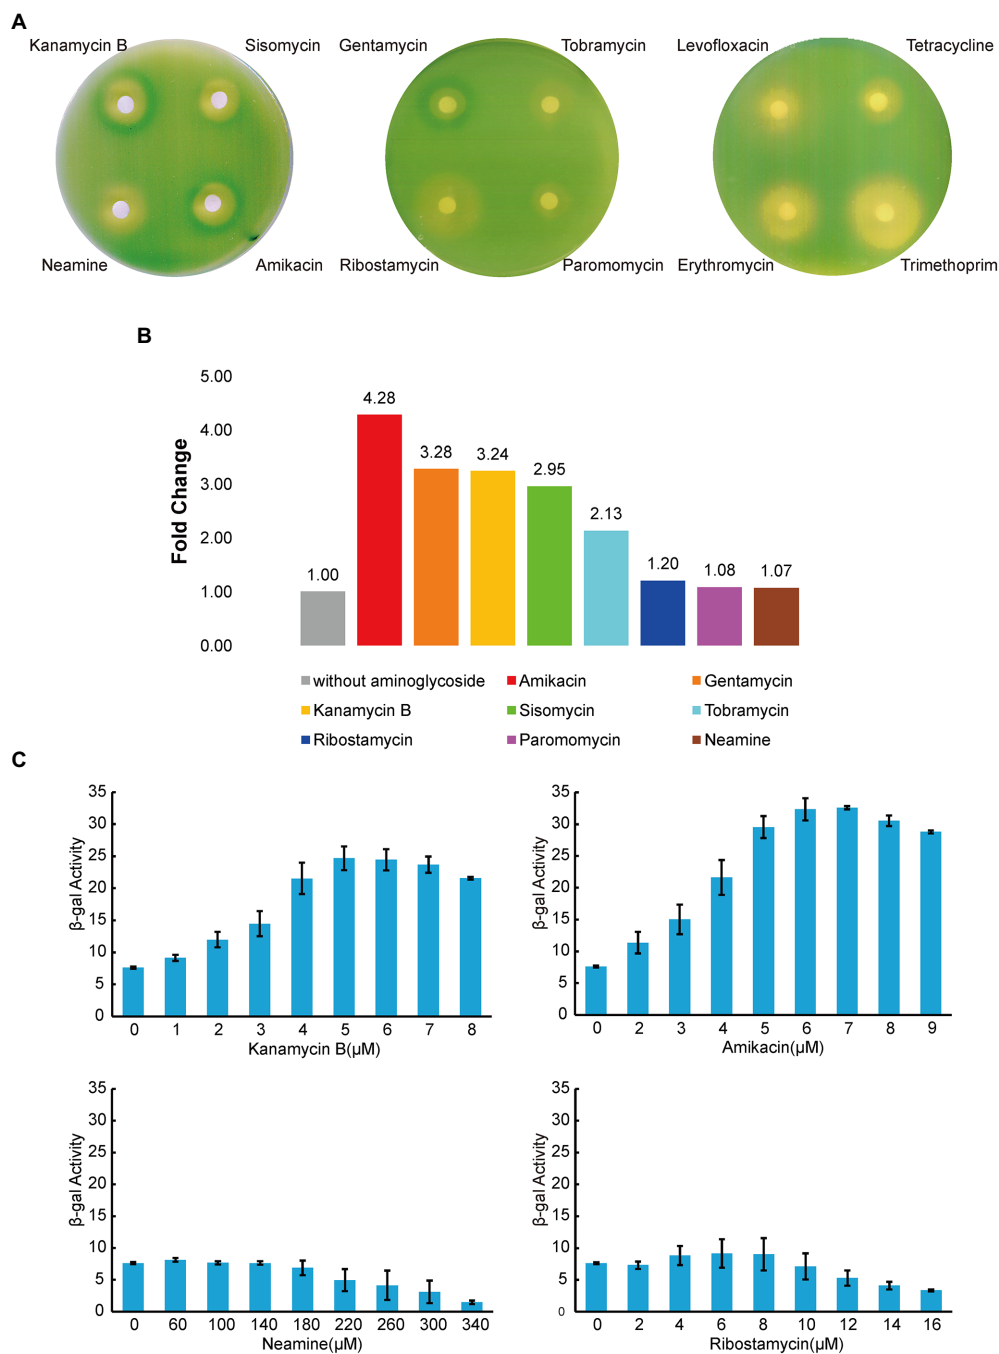 A
Kanamycin B
Sisomycin
Gentamycin
Tobramycin
Levofloxacin
Tetracycline
Neamine
Amikacin
Ribostamycin
Paromomycin
Erythromycin
Trimethoprim
B
Fold Change
5.00
4.00
3.00
2.00
1.00
0.00
1.00
4.28
3.28
3.24
2.95
2.13
1.20
1.08
1.07
without aminoglycoside
Amikacin
Gentamycin
Kanamycin B
Sisomycin
Tobramycin
Ribostamycin
Paromomycin
Neamine
C
β-gal Activity
35
30
25
20
15
10
5
0
0 1 2 3 4 5 6 7 8
Kanamycin B(μM)
β-gal Activity
35
30
25
20
15
10
5
0
0 2 3 4 5 6 7 8 9
Amikacin(μM)
β-gal Activity
35
30
25
20
15
10
5
0
0 60 100 140 180 220 260 300 340
Neamine(μM)
β-gal Activity
35
30
25
20
15
10
5
0
0 2 4 6 8 10 12 14 16
Ribostamycin(μM)